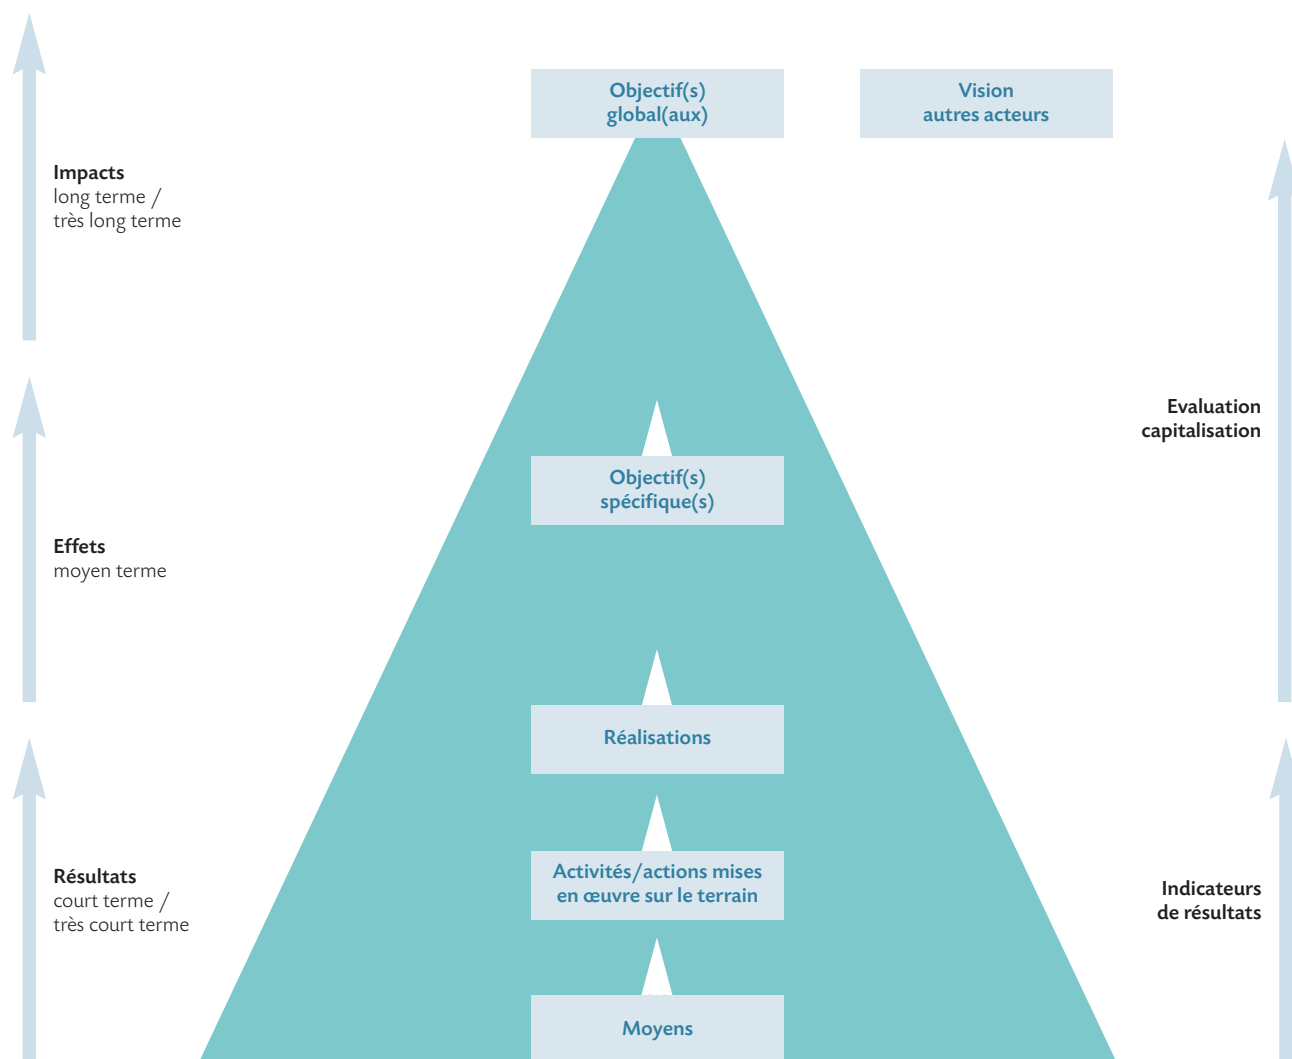 Objectif(s)
global(aux)
Vision
autres acteurs
Impacts
long terme /
très long terme
Evaluation
capitalisation
Objectif(s)
spécifique(s)
Effets
moyen terme
Réalisations
Résultats
court terme /
très court terme
Activités/actions mises
en œuvre sur le terrain
Indicateurs
de résultats
Moyens